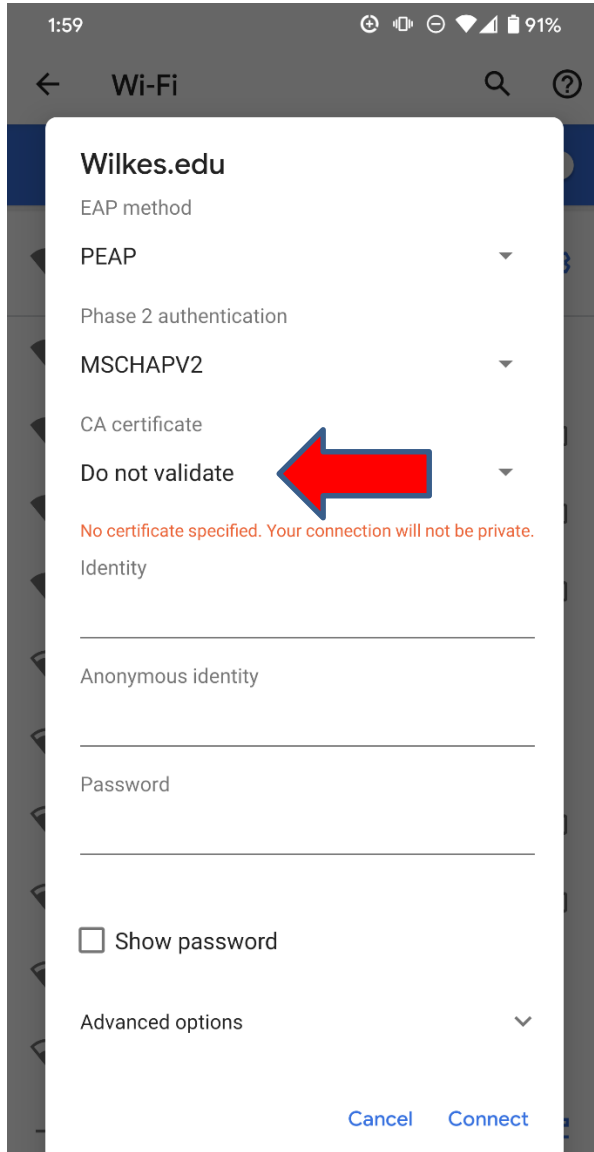 1:59
91%
Wi-Fi
Wilkes.edu
EAP method
PEAP
Phase 2 authentication
MSCHAPV2
CA certificate
Do not validate
No certificate specified. Your connection will not be private.
Identity
Anonymous identity
Password
Show password
Advanced options
Cancel Connect